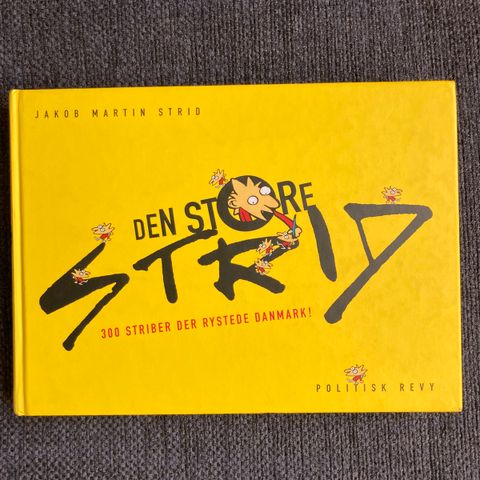 JAKOB MARTIN STRID
DEN STORE
STRID
300 STRIBER DER RYSTEDE DANMARK!
POLITISK REVY